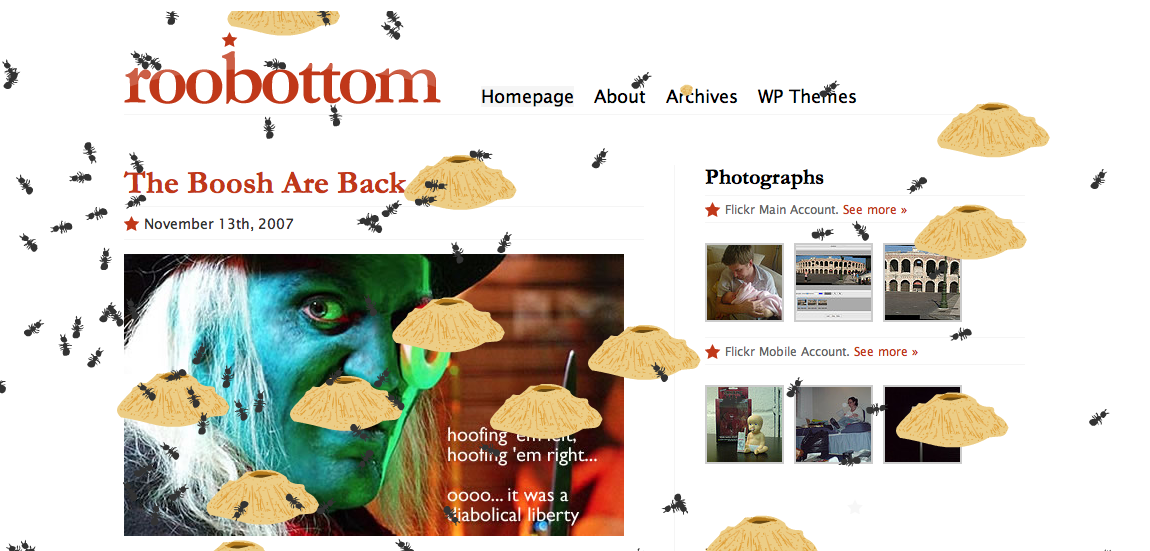 roobottom
Homepage About Archives WP Themes
The Boosh Are Back
November 13th, 2007
hoofing 'em left,
hoofing 'em right...
oooo... it was a
diabolical liberty
Photographs
Flickr Main Account. See more »
Flickr Mobile Account. See more »